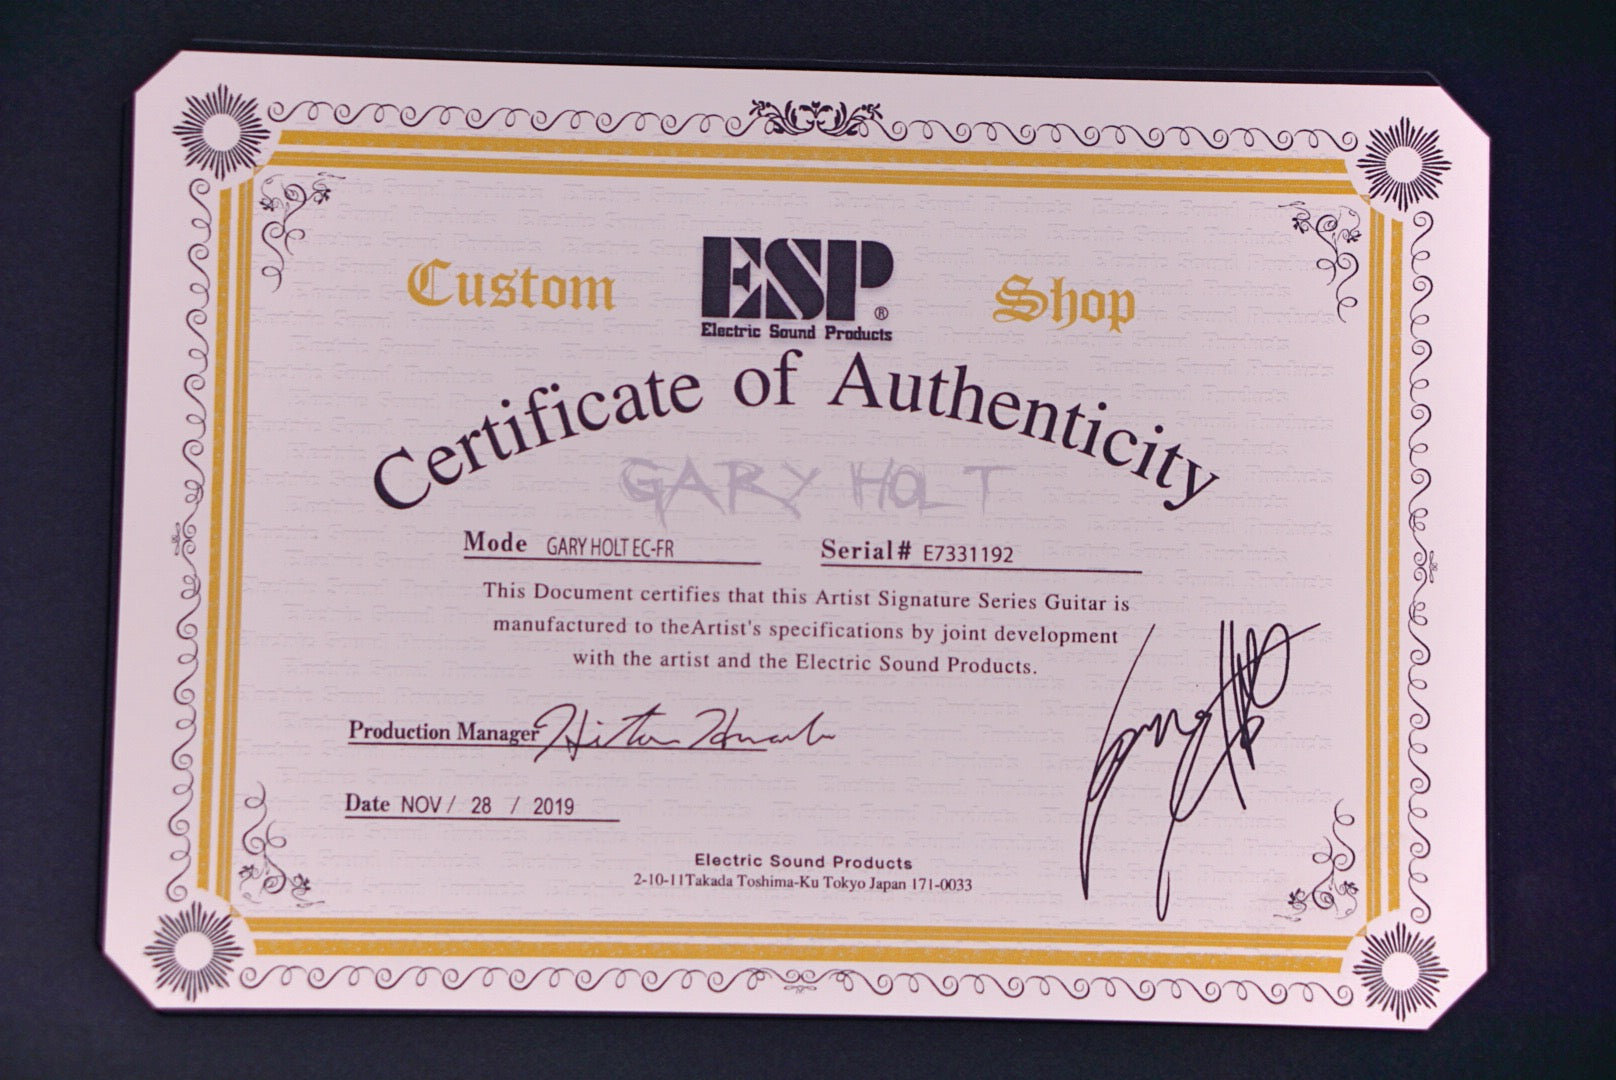 Custom ESP® Shop
Electric Sound Products
Certificate of Authenticity
GARY HOLT
Mode GARY HOLT EC-FR Serial# E7331192
This Document certifies that this Artist Signature Series Guitar is
manufactured to theArtist's specifications by joint development
with the artist and the Electric Sound Products.
Production Manager
Date NOV / 28 / 2019
Electric Sound Products
2-10-11Takada Toshima-Ku Tokyo Japan 171-0033